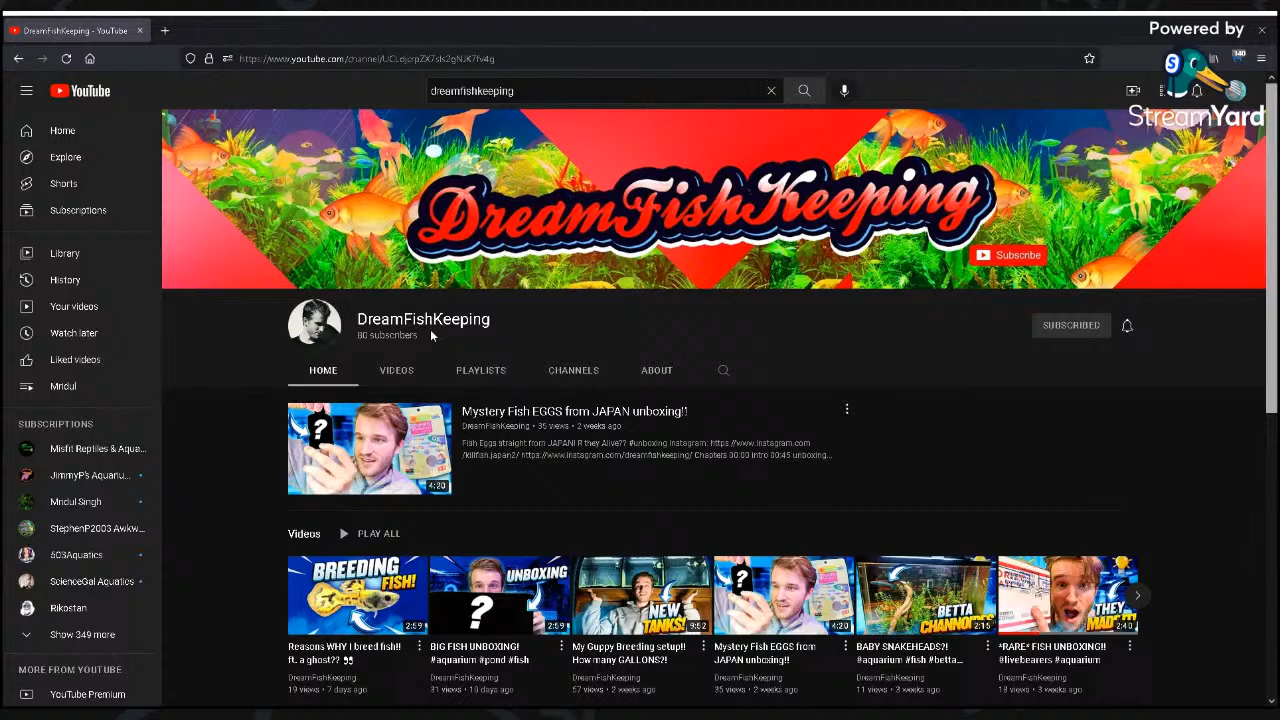 DreamFishKeeping - YouTube
Powered by
https://www.youtube.com/channel/
140
StreamYard
YouTube
dreamfishkeeping
Home
Explore
Shorts
Subscriptions
Library
History
Your videos
Watch later
Liked videos
Mridul
SUBSCRIPTIONS
Misfit Reptiles & Aqua...
JimmyP's Aquariu...
Mridul Singh
StephenP2003 Awkw...
503Aquatics
ScienceGal Aquatics
Rikostan
Show 349 more
MORE FROM YOUTUBE
YouTube Premium
DreamFishKeeping
Subscribe
DreamFishKeeping
60 subscribers
SUBSCRIBED
HOME
VIDEOS
PLAYLISTS
CHANNELS
ABOUT
?
4:20
Mystery Fish EGGS from JAPAN unboxing!!
DreamFishKeeping • 35 views • 2 weeks ago
Fish Eggs straight from JAPAN! R they Alive?? #unboxing Instagram: https://www.instagram.com
/killifish.japan2/ https://www.instagram.com/dreamfishkeeping/ Chapters 00:00 intro 00:45 unboxing...
Videos
PLAY ALL
BREEDING
FISH!
2:59
Reasons WHY I breed fish!!
ft. a ghost??
DreamFishKeeping
19 views • 7 days ago
UNBOXING
?
2:59
BIG FISH UNBOXING!
#aquarium #pond #fish
DreamFishKeeping
31 views • 10 days ago
NEW
TANKS!
9:52
My Guppy Breeding setup!!
How many GALLONS?!
DreamFishKeeping
57 views • 2 weeks ago
?
4:20
Mystery Fish EGGS from
JAPAN unboxing!!
DreamFishKeeping
35 views • 2 weeks ago
BETTA
CHANNOIDES
2:15
BABY SNAKEHEADS?!
#aquarium #fish #betta...
DreamFishKeeping
11 views • 3 weeks ago
THEY
MADE IT!
2:40
*RARE* FISH UNBOXING!!
#livebearers #aquarium
DreamFishKeeping
18 views • 3 weeks ago